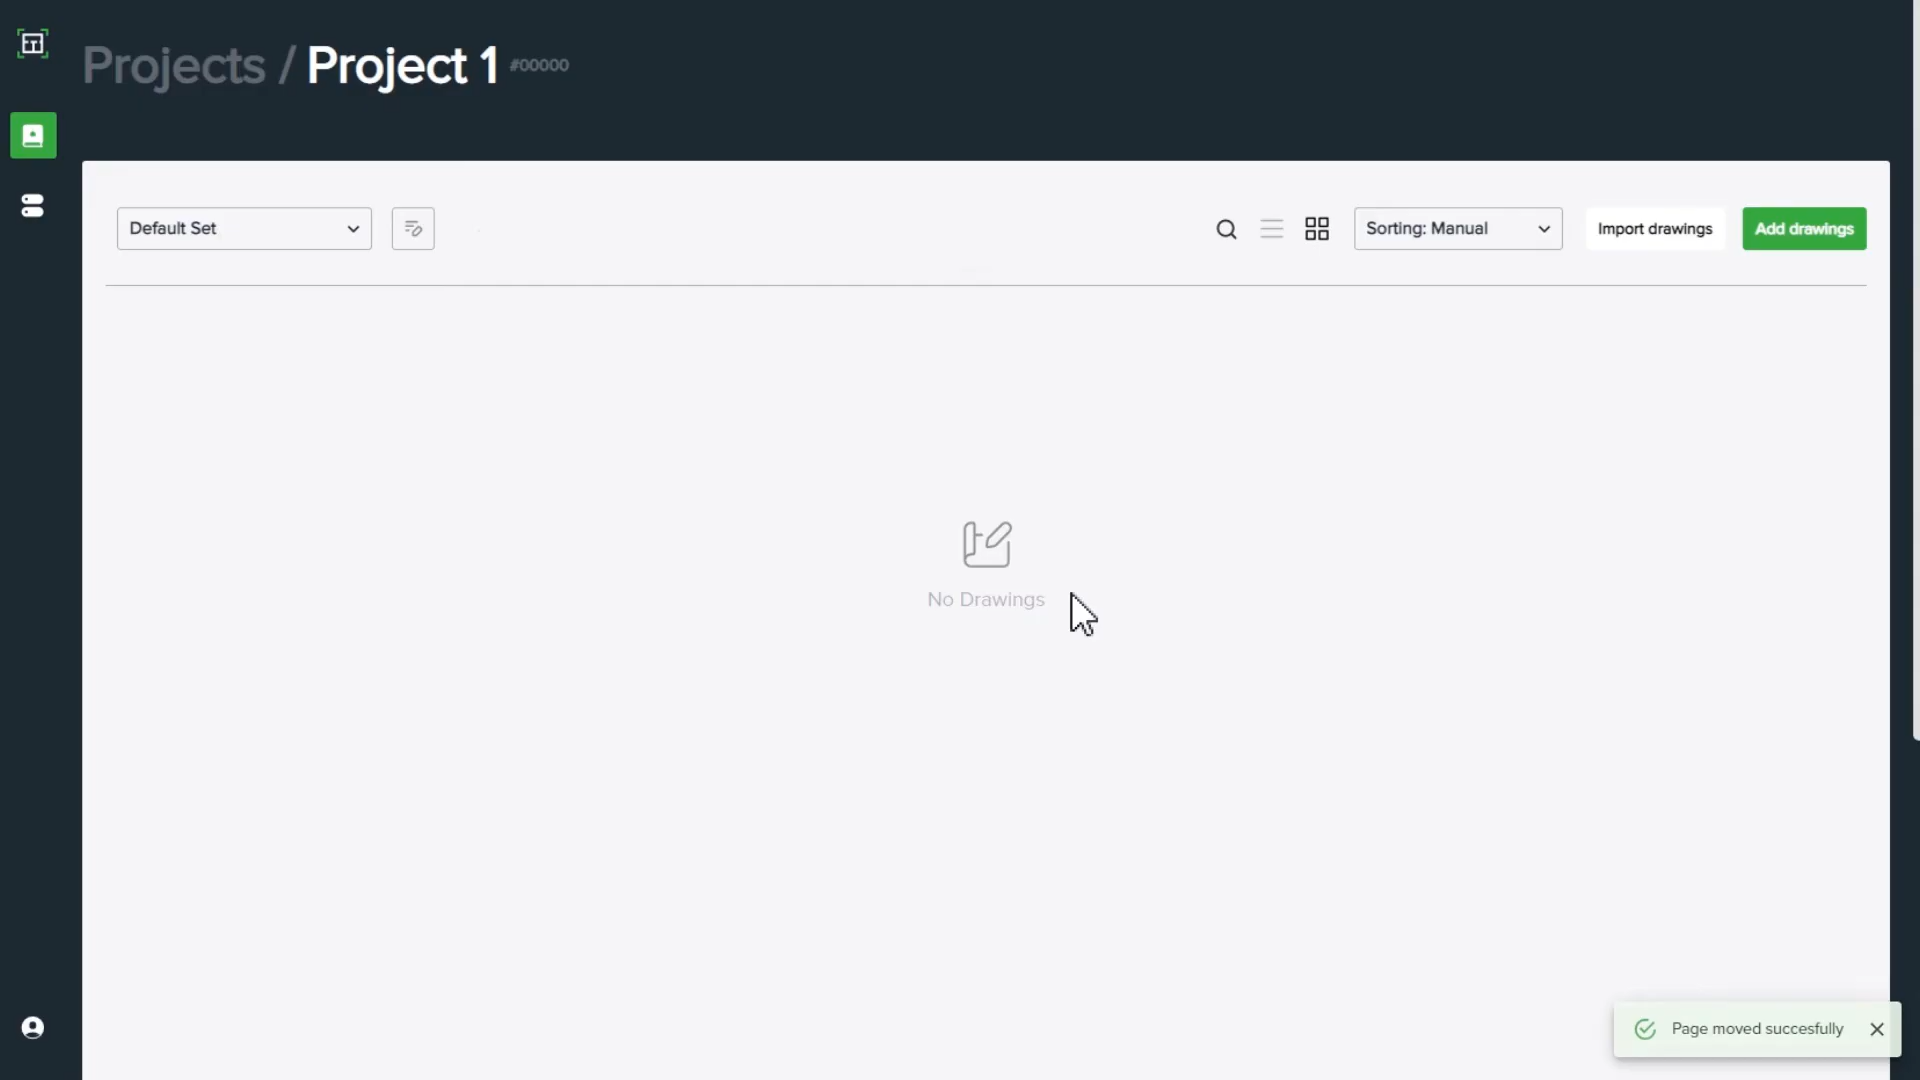 Projects / Project 1 #00000
Default Set
Sorting: Manual
Import drawings
Add drawings
No Drawings
Page moved succesfully